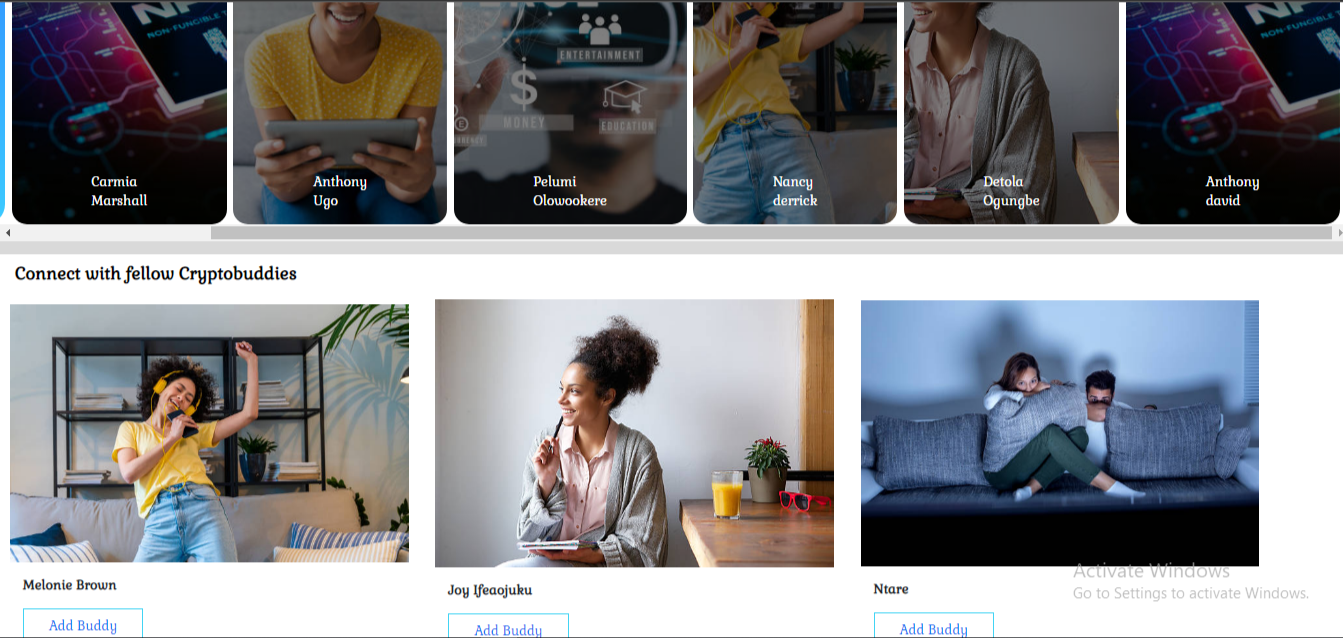 NON-FUNGIBLE
ENTERTAINMENT
$
MONEY
EDUCATION
NON-FUNGIBLE
Carmia
Marshall
Anthony
Ugo
Pelumi
Olowookere
Nancy
derrick
Detola
Ogungbe
Anthony
david
Connect with fellow Cryptobuddies
Melonie Brown
Add Buddy
Joy Ifeaojuku
Add Buddy
Ntare
Add Buddy
Activate Windows
Go to Settings to activate Windows.